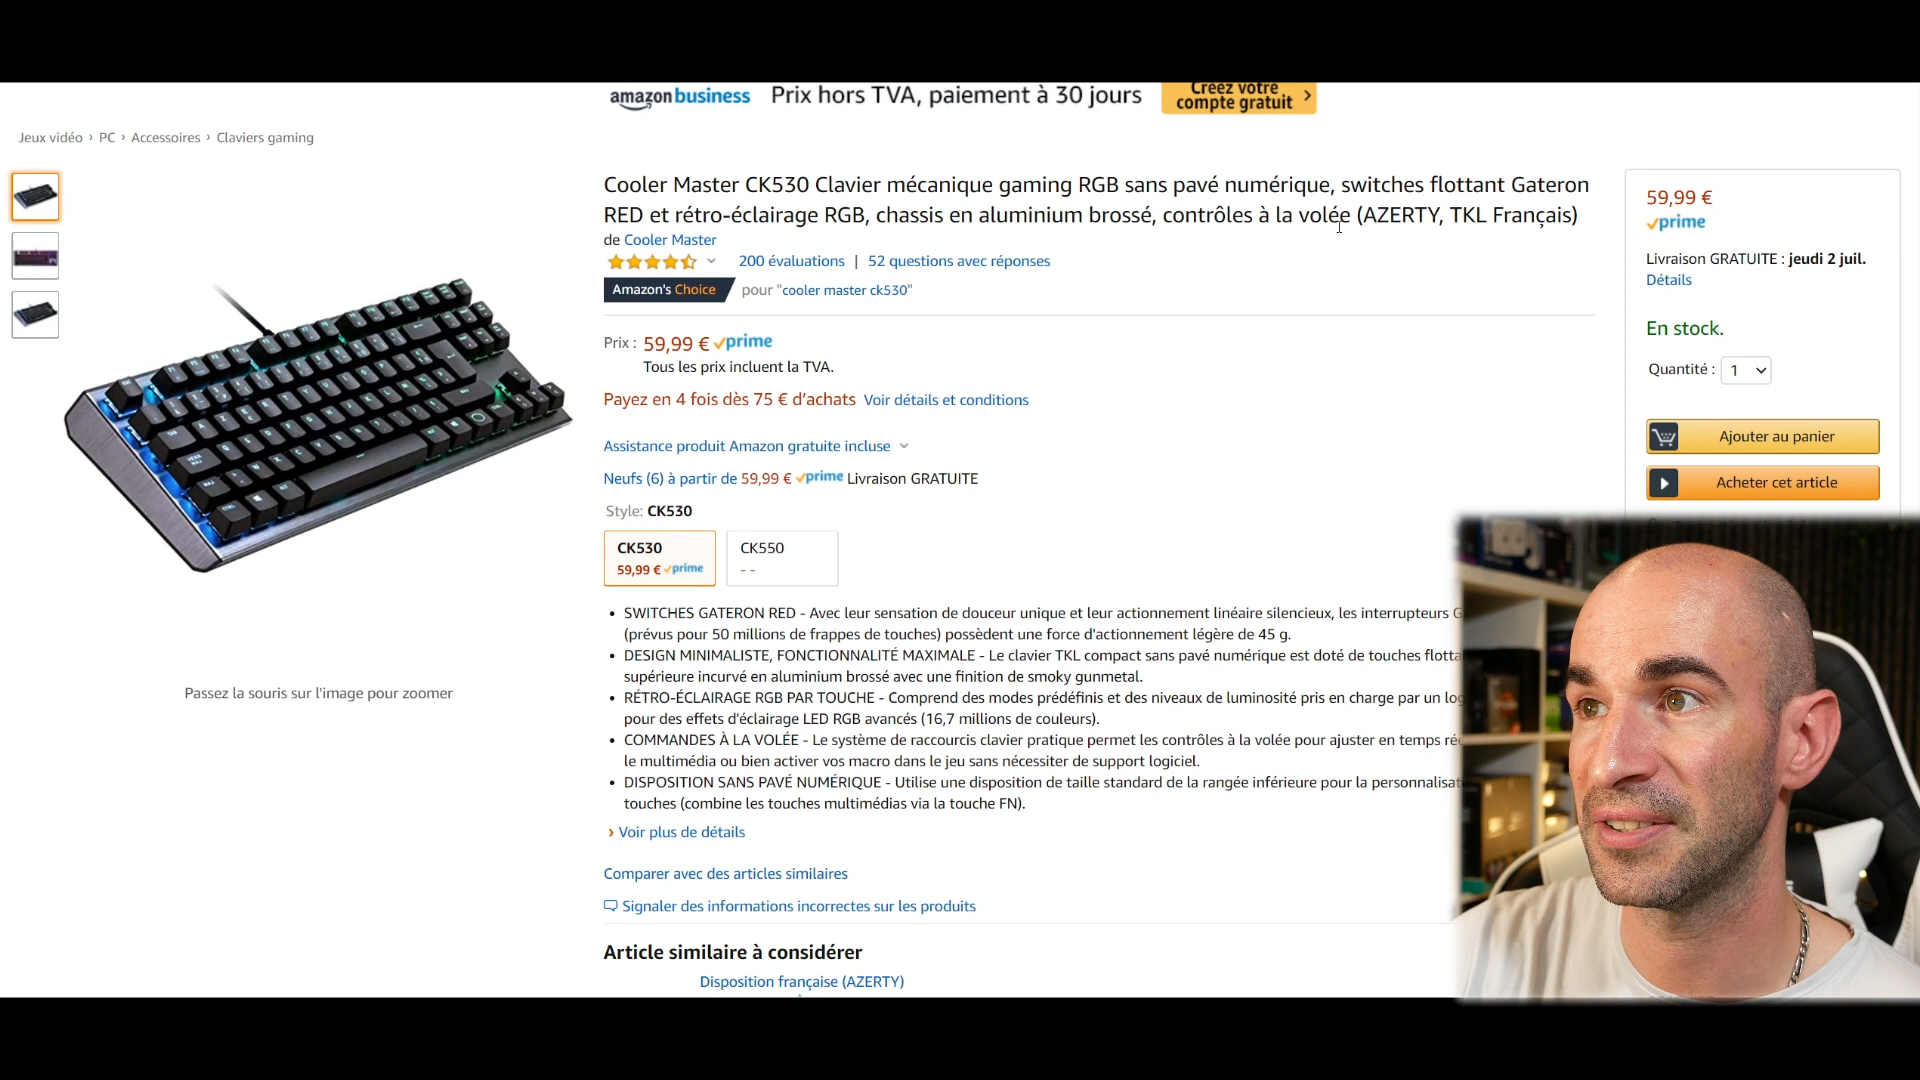 amazon business Prix hors TVA, paiement à 30 jours
Créez votre
compte gratuit
Jeux vidéo › PC › Accessoires › Claviers gaming
Cooler Master CK530 Clavier mécanique gaming RGB sans pavé numérique, switches flottant Gateron
RED et rétro-éclairage RGB, chassis en aluminium brossé, contrôles à la volée (AZERTY, TKL Français)
de Cooler Master
200 évaluations | 52 questions avec réponses
Amazon's Choice pour "cooler master ck530"
Prix : 59,99 € prime
Tous les prix incluent la TVA.
Payez en 4 fois dès 75 € d’achats Voir détails et conditions
Assistance produit Amazon gratuite incluse
Neufs (6) à partir de 59,99 € prime Livraison GRATUITE
Style: CK530
CK530
59,99 € prime
CK550
- -
• SWITCHES GATERON RED - Avec leur sensation de douceur unique et leur actionnement linéaire silencieux, les interrupteurs
(prévus pour 50 millions de frappes de touches) possèdent une force d'actionnement légère de 45 g.
• DESIGN MINIMALISTE, FONCTIONNALITÉ MAXIMALE - Le clavier TKL compact sans pavé numérique est doté de touches flotta
supérieure incurvé en aluminium brossé avec une finition de smoky gunmetal.
• RÉTRO-ÉCLAIRAGE RGB PAR TOUCHE - Comprend des modes prédéfinis et des niveaux de luminosité pris en charge par un log
pour des effets d'éclairage LED RGB avancés (16,7 millions de couleurs).
• COMMANDES À LA VOLÉE - Le système de raccourcis clavier pratique permet les contrôles à la volée pour ajuster en temps rée
le multimédia ou bien activer vos macro dans le jeu sans nécessiter de support logiciel.
• DISPOSITION SANS PAVÉ NUMÉRIQUE - Utilise une disposition de taille standard de la rangée inférieure pour la personnalisat
touches (combine les touches multimédias via la touche FN).
› Voir plus de détails
Comparer avec des articles similaires
Signaler des informations incorrectes sur les produits
Article similaire à considérer
Disposition française (AZERTY)
Passez la souris sur l'image pour zoomer
59,99 €
prime
Livraison GRATUITE : jeudi 2 juil.
Détails
En stock.
Quantité : 1
Ajouter au panier
Acheter cet article